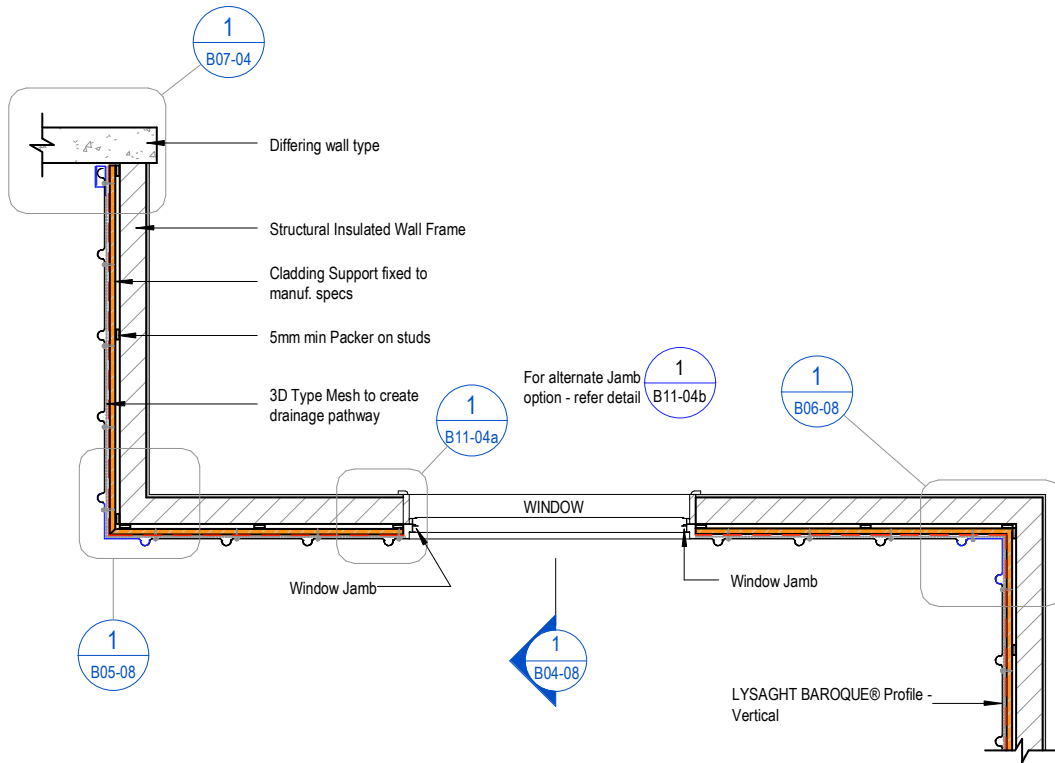 1
B07-04
Differing wall type
Structural Insulated Wall Frame
Cladding Support fixed to
manuf. specs
5mm min Packer on studs
3D Type Mesh to create
drainage pathway
For alternate Jamb
option - refer detail
1
B11-04b
1
B06-08
1
B11-04a
WINDOW
Window Jamb
Window Jamb
1
B05-08
1
B04-08
LYSAGHT BAROQUE® Profile -
Vertical